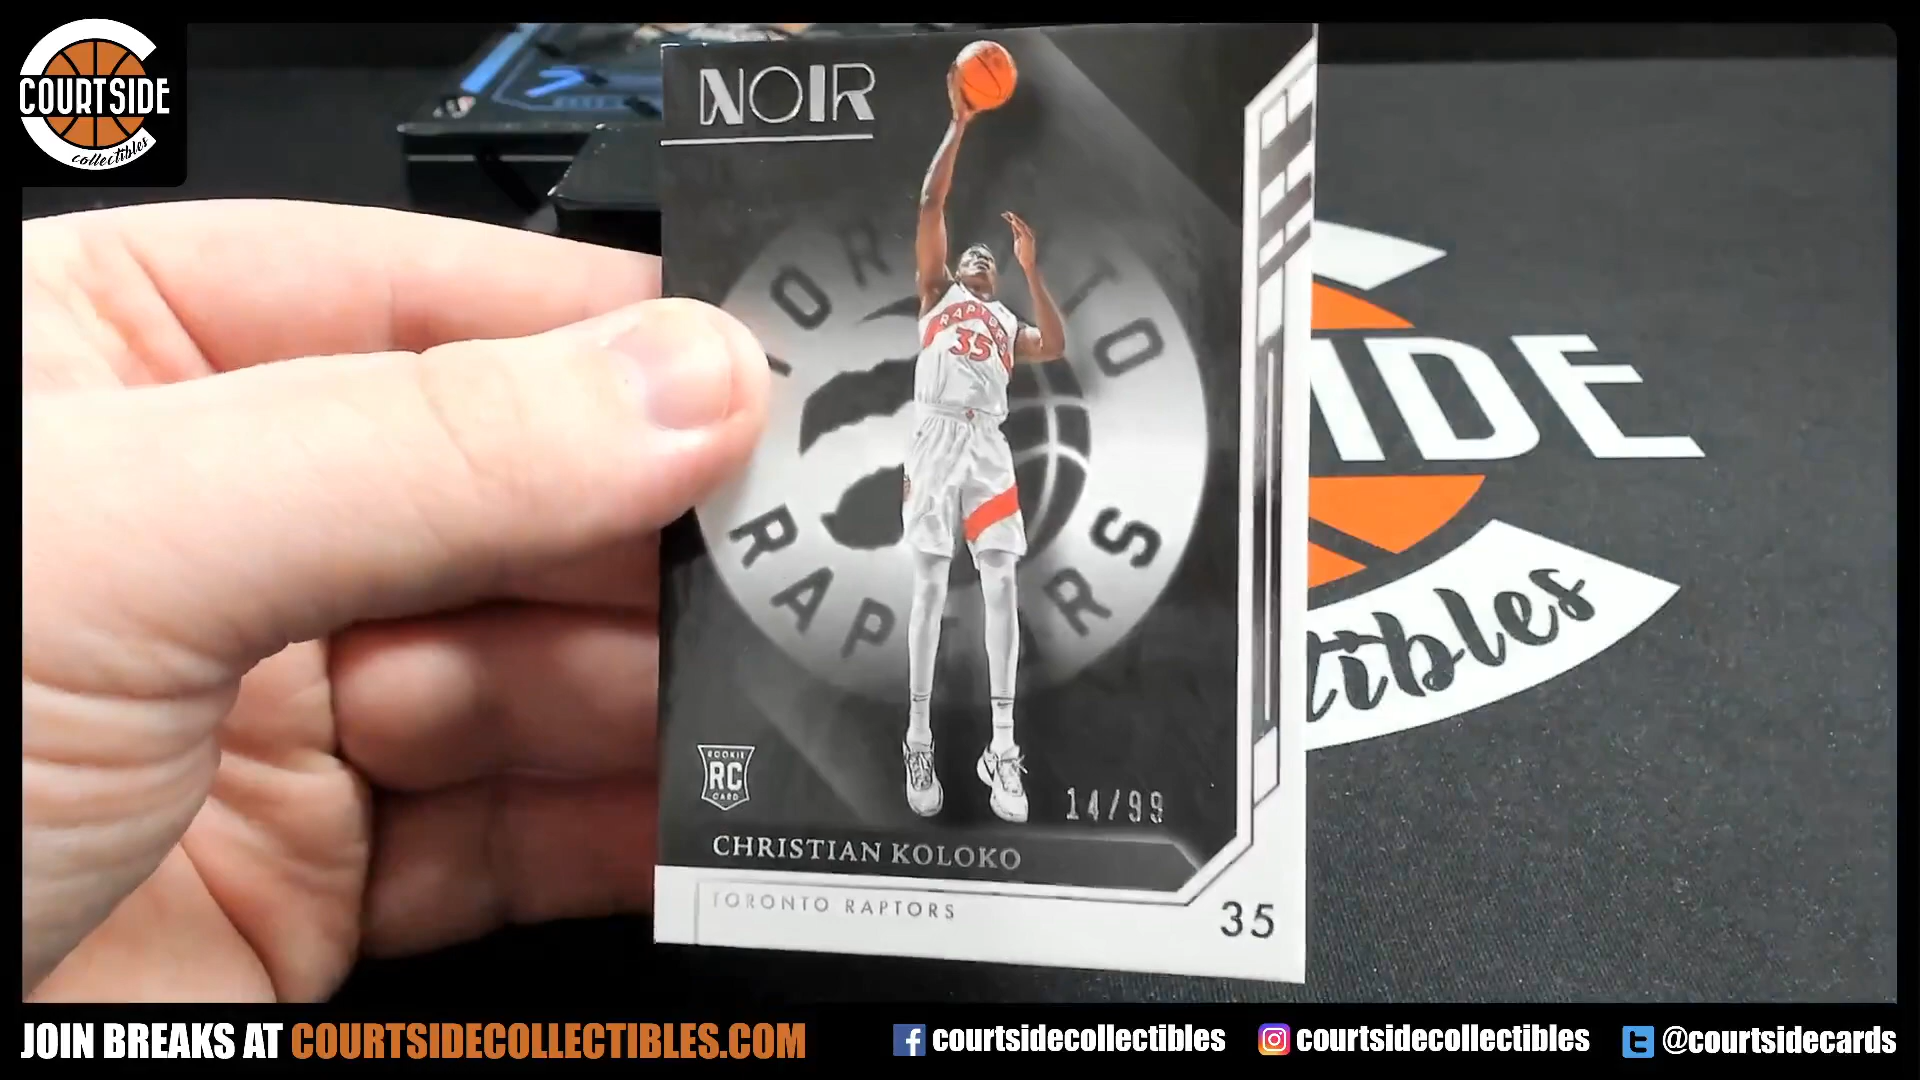 COURTSIDE
collectibles
NOIR
TORONTO
RAPTORS
RAPTORS
35
ROOKIE
RC
CARD
14/99
CHRISTIAN KOLOKO
TORONTO RAPTORS
35
IDE
tibles
JOIN BREAKS AT COURTSIDECOLLECTIBLES.COM
courtsidecollectibles
courtsidecollectibles
@courtsidecards